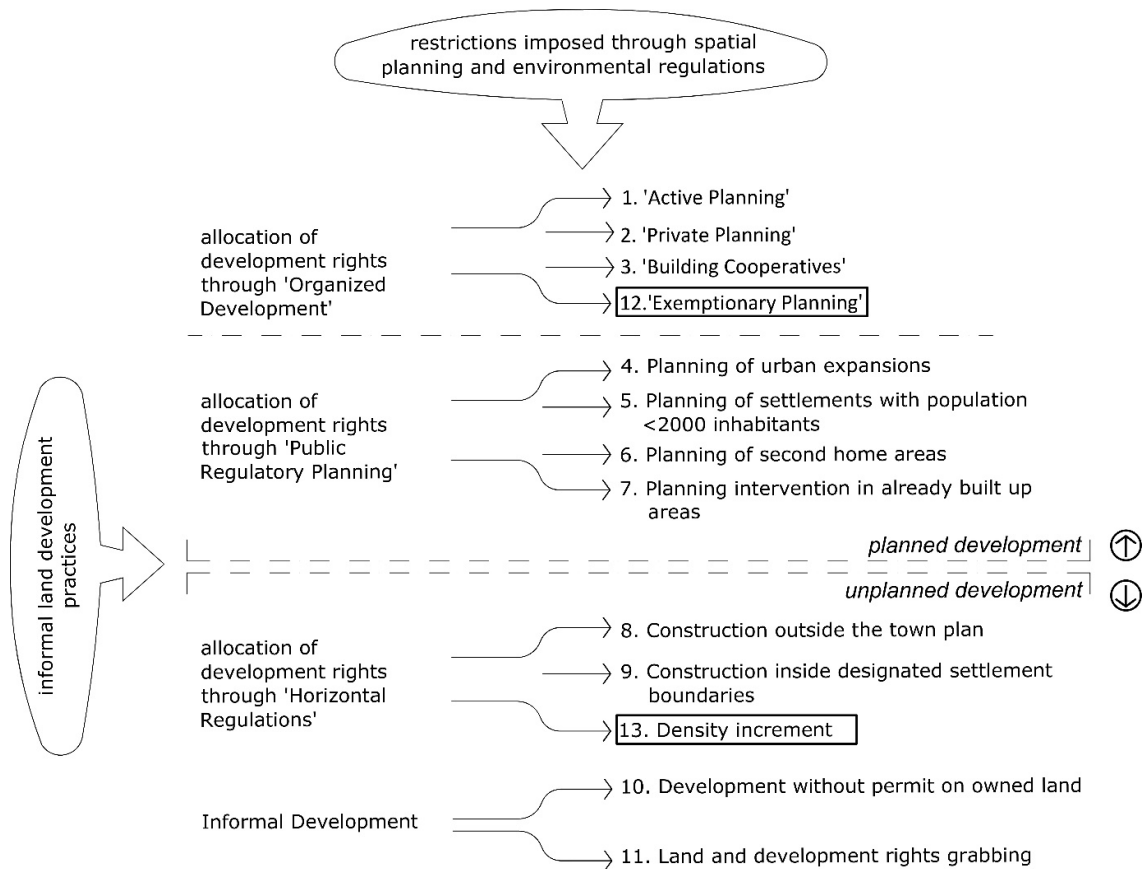 restrictions imposed through spatial
planning and environmental regulations
allocation of
development rights
through 'Organized
Development'
1. 'Active Planning'
2. 'Private Planning'
3. 'Building Cooperatives'
12.'Exemptionary Planning'
allocation of
development rights
through 'Public
Regulatory Planning'
4. Planning of urban expansions
5. Planning of settlements with population
<2000 inhabitants
6. Planning of second home areas
7. Planning intervention in already built up
areas
informal land development
practices
planned development
unplanned development
allocation of
development rights
through 'Horizontal
Regulations'
8. Construction outside the town plan
9. Construction inside designated settlement
boundaries
13. Density increment
Informal Development
10. Development without permit on owned land
11. Land and development rights grabbing